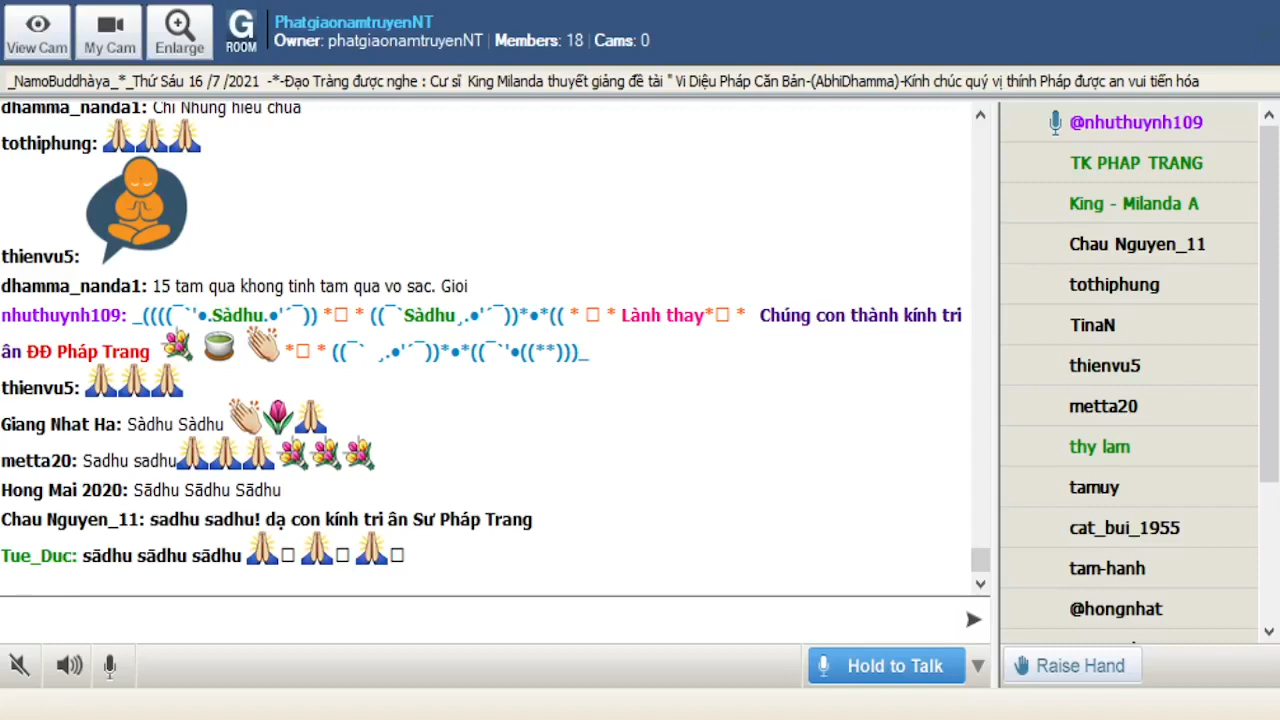 View Cam
My Cam
Enlarge
G
ROOM
PhatgiaonamtruyenNT
Owner: phatgiaonamtruyenNT | Members: 18 | Cams: 0
_NamoBuddhàya_*_Thứ Sáu 16 /7 /2021 -*-Đạo Tràng được nghe : Cư sĩ King Milanda thuyết giảng đề tài " Vi Diệu Pháp Căn Bản-(AbhiDhamma)-Kính chúc quý vị thính Pháp được an vui tiến hóa
dhamma_nanda1: Chi Nhung hieu chua
tothiphung: 🙏🙏🙏
thienvu5:
dhamma_nanda1: 15 tam qua khong tinh tam qua vo sac. Gioi
nhuthuynh109: _((((¯`'●.Sàdhu.●'´¯)) *□ * ((¯`Sàdhu¸.●'´¯))*●*(( * □ * Lành thay*□ * Chúng con thành kính tri
ân ĐĐ Pháp Trang 💐 🍵 👏 *□ * ((¯` ¸.●'´¯))*●*((¯`'●((**)))_
thienvu5: 🙏🙏🙏
Giang Nhat Ha: Sàdhu Sàdhu 👏🌷🙏
metta20: Sadhu sadhu🙏🙏🙏💐💐💐
Hong Mai 2020: Sādhu Sādhu Sādhu
Chau Nguyen_11: sadhu sadhu! dạ con kính tri ân Sư Pháp Trang
Tue_Duc: sādhu sādhu sādhu 🙏□ 🙏□ 🙏□
Hold to Talk
@nhuthuynh109
TK PHAP TRANG
King - Milanda A
Chau Nguyen_11
tothiphung
TinaN
thienvu5
metta20
thy lam
tamuy
cat_bui_1955
tam-hanh
@hongnhat
Raise Hand